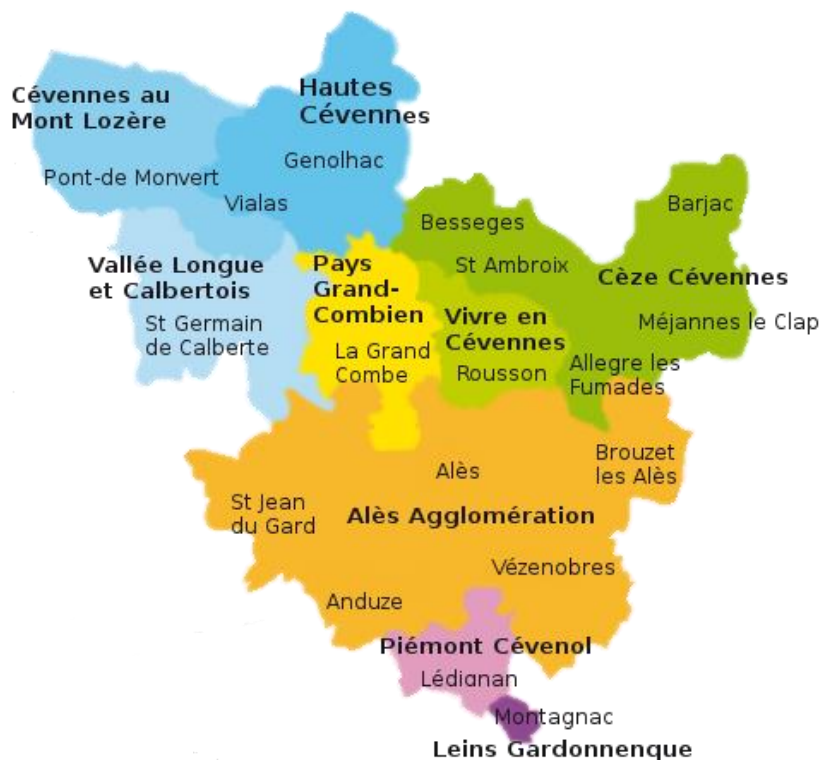 Cévennes au
Mont Lozère
Hautes
Cévennes
Genolhac
Pont-de Monvert
Vialas
Besseges
Barjac
Vallée Longue
et Calbertois
Pays
Grand-
Combien
St Ambroix
Cèze Cévennes
St Germain
de Calberte
Vivre en
Cévennes
Méjannes le Clap
La Grand
Combe
Rousson
Allegre les
Fumades
Brouzet
les Alès
Alès
St Jean
du Gard
Alès Agglomération
Vézenobres
Anduze
Piémont Cévenol
Lédignan
Montagnac
Leins Gardonnenque